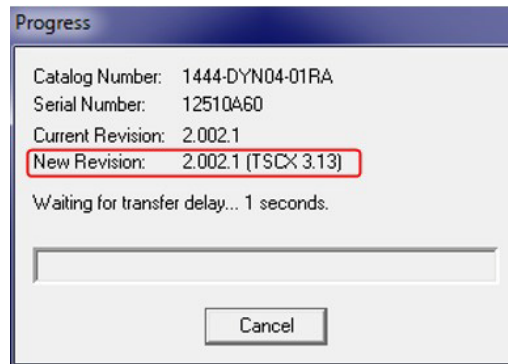 Progress
Catalog Number: 1444-DYN04-01RA
Serial Number: 12510A60
Current Revision: 2.002.1
New Revision: 2.002.1 (TSCX 3.13)
Waiting for transfer delay... 1 seconds.
Cancel